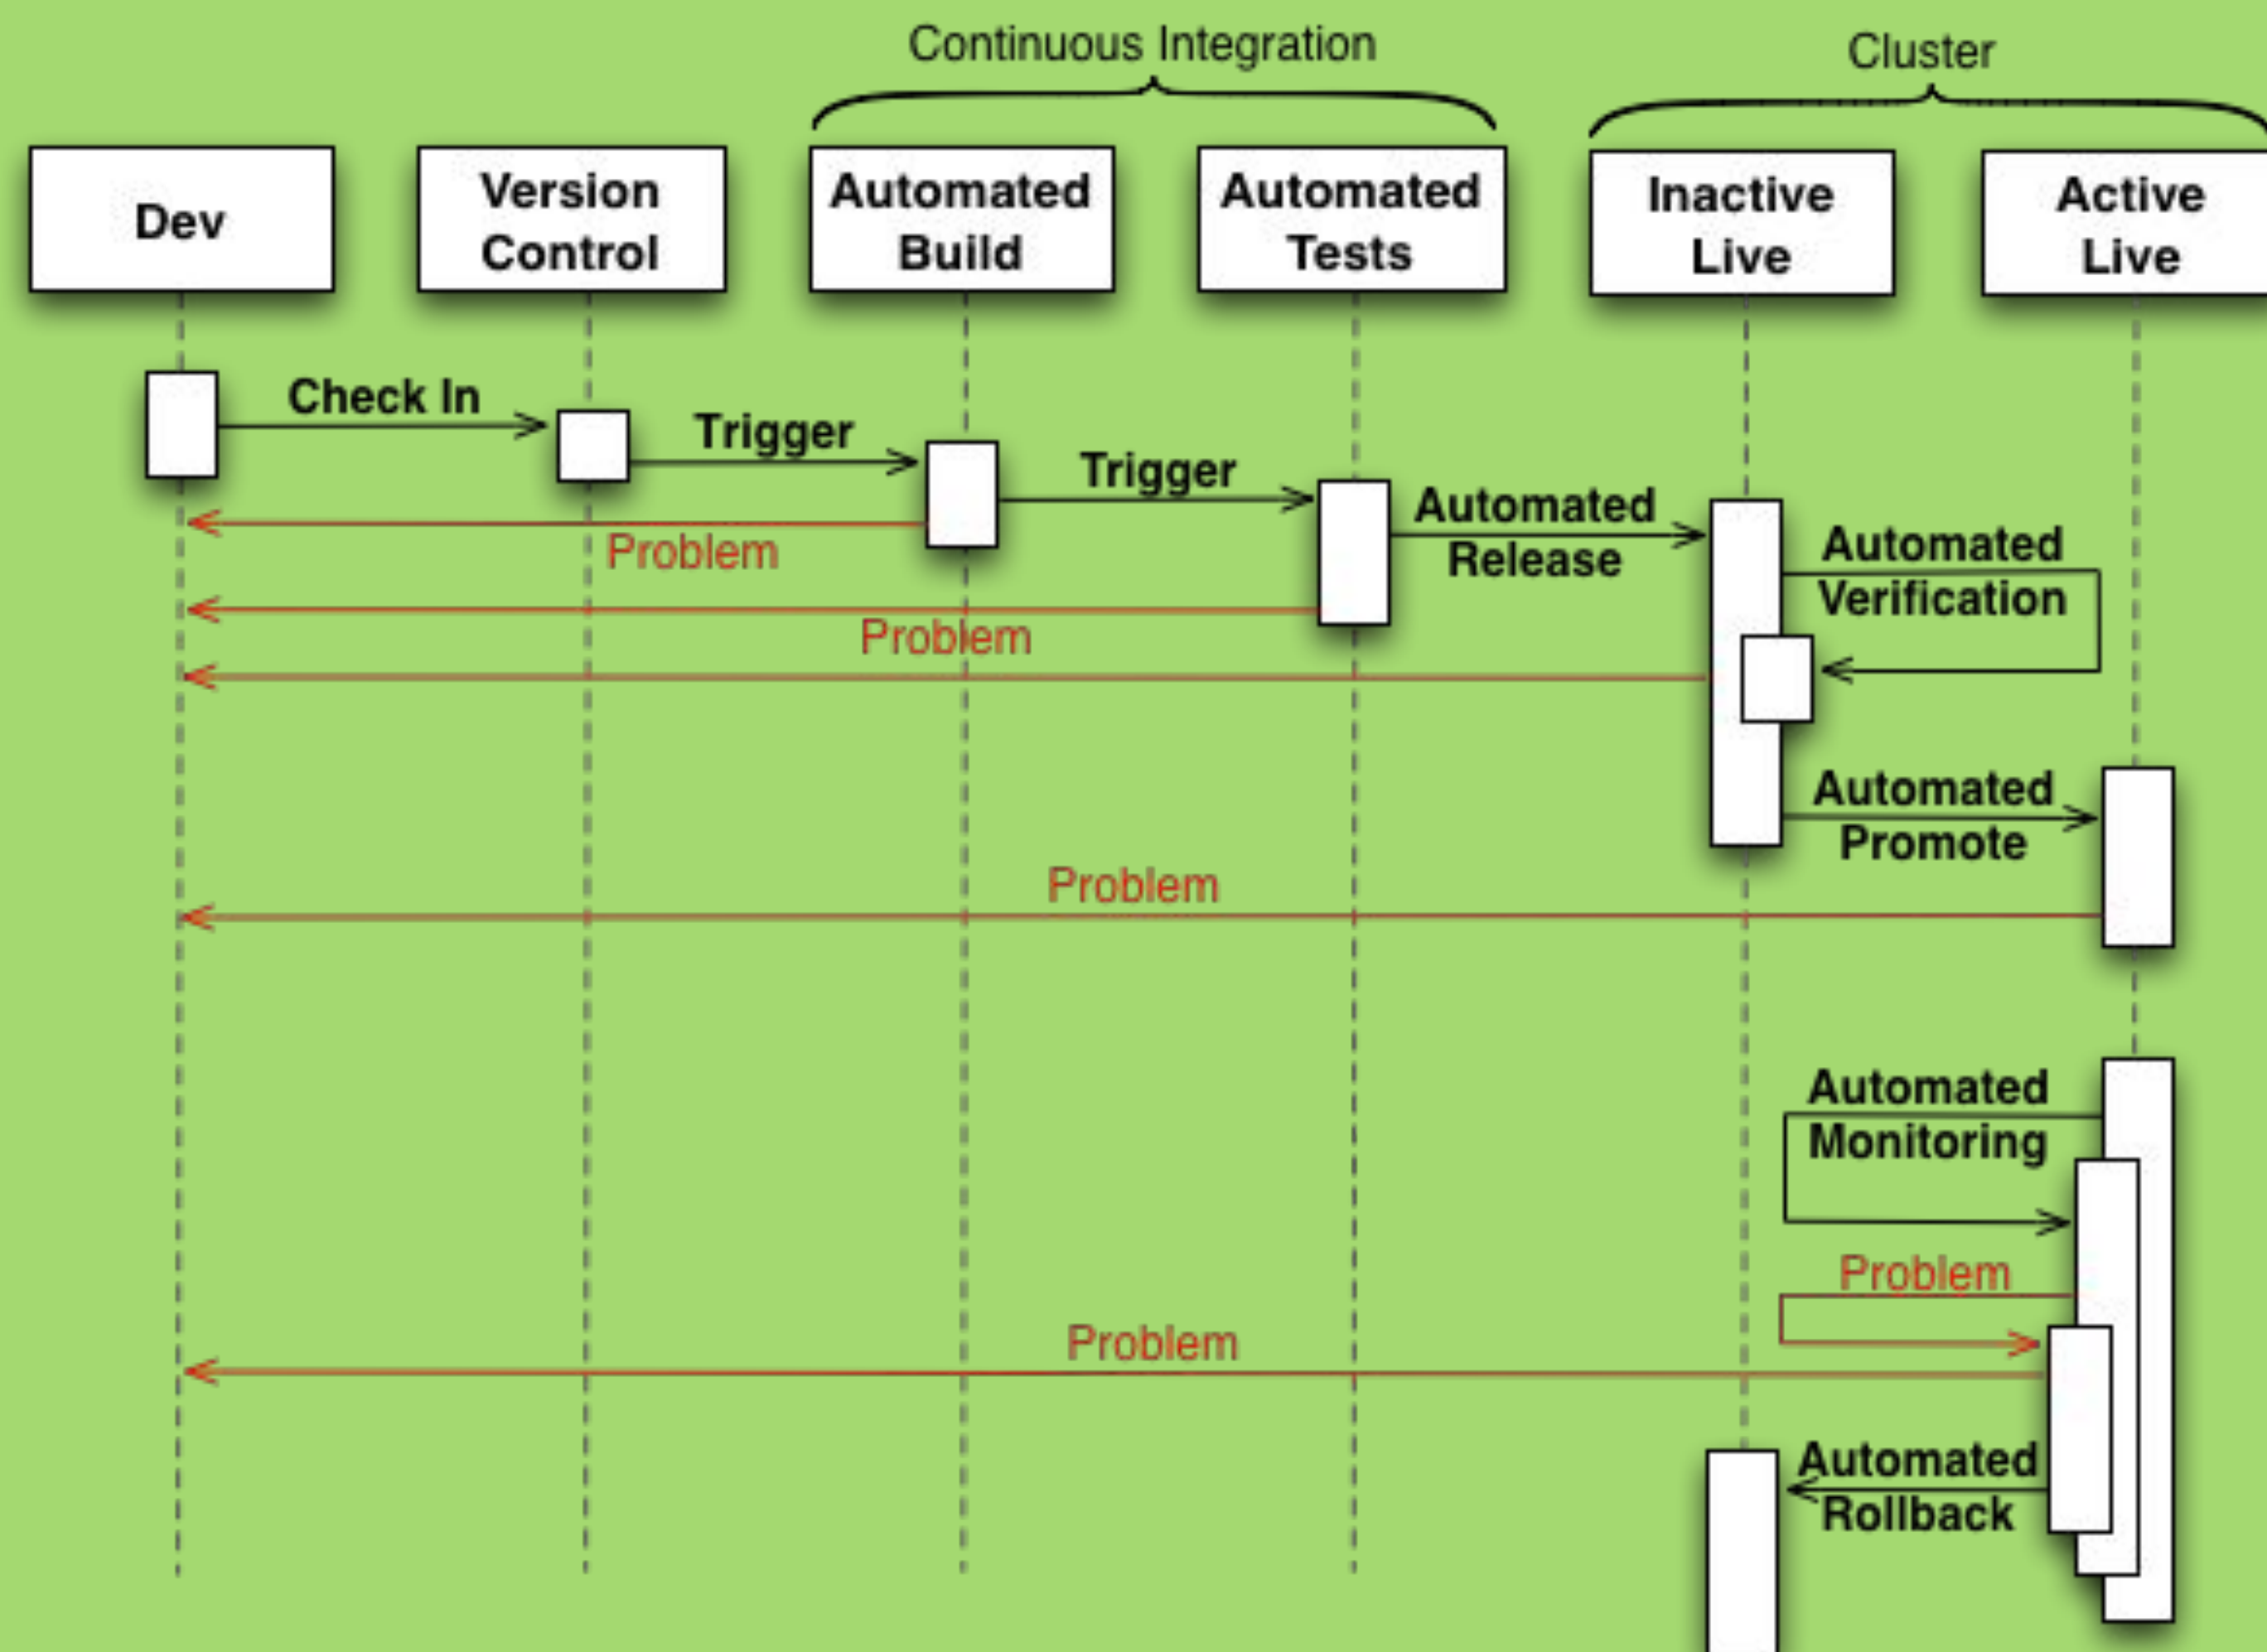 Continuous Integration
Cluster
Dev
Version
Control
Automated
Build
Automated
Tests
Inactive
Live
Active
Live
Check In
Trigger
Trigger
Automated
Release
Automated
Verification
Problem
Problem
Automated
Promote
Problem
Automated
Monitoring
Problem
Problem
Automated
Rollback